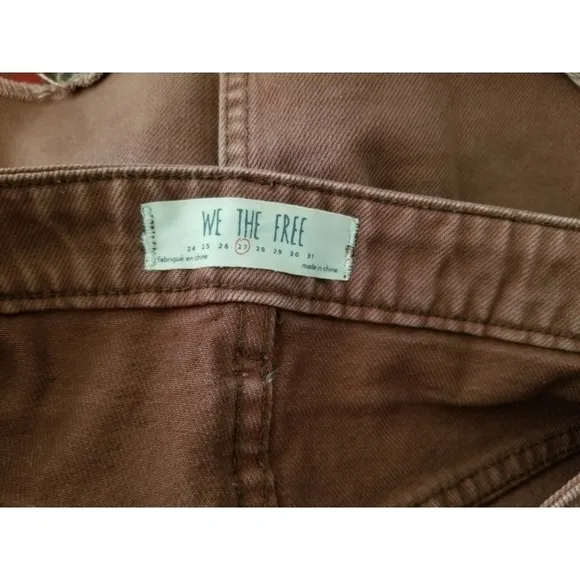 WE THE FREE
24 25 26 27 28 29 30 31
fabriqué en chine
made in china